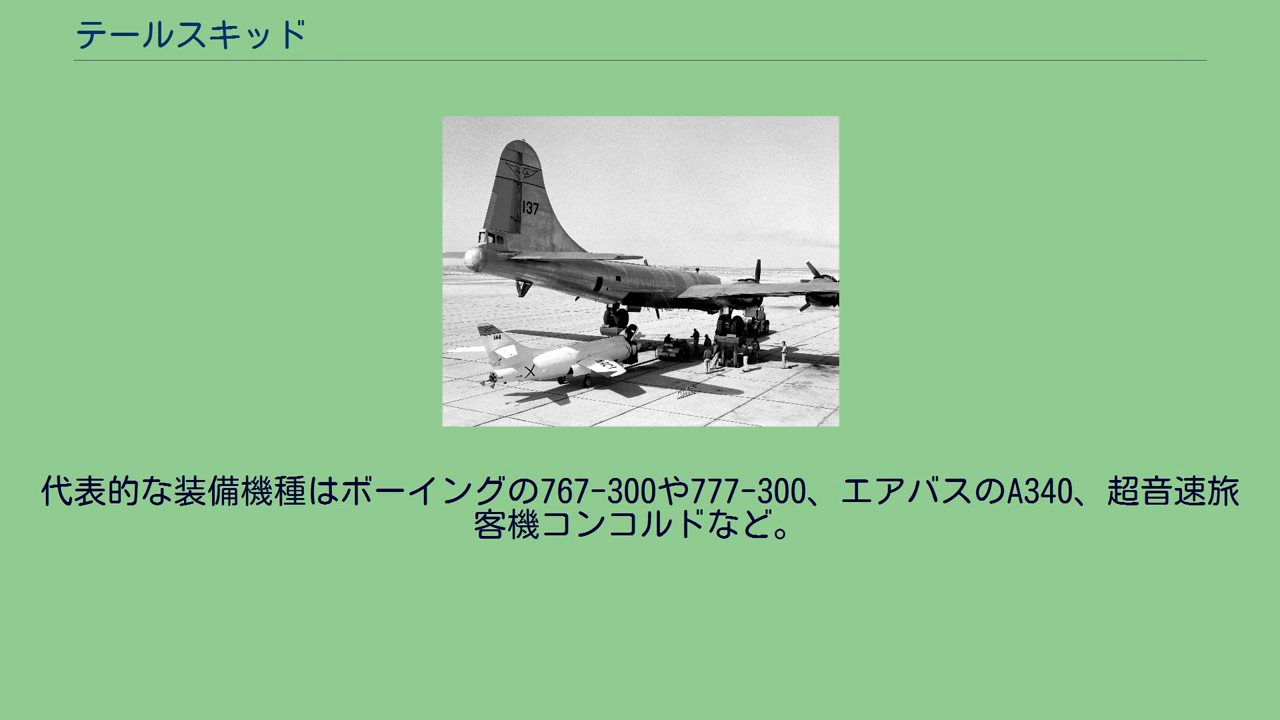 テールスキッド
137
144
代表的な装備機種はボーイングの767-300や777-300、エアバスのA340、超音速旅
客機コンコルドなど。